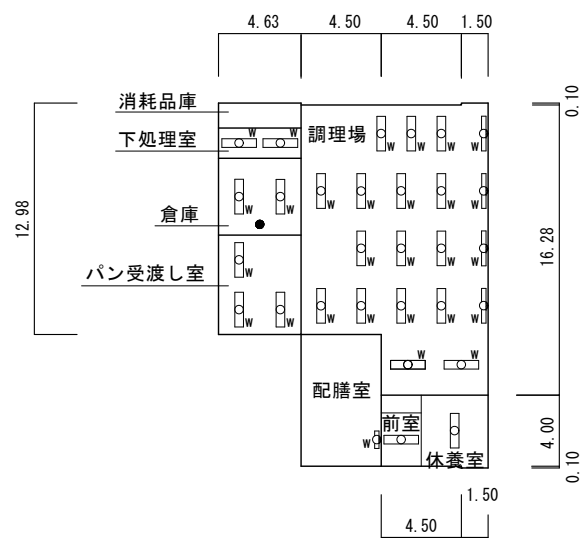 4.63 4.50 4.50 1.50
0.10
消耗品庫
W W
下処理室 調理場
W W W W
12.98
W W W W W
W W
倉庫
16.28
W W W W
パン受渡し室 W
W W W W W
W W
W W
配膳室
前室 4.00
W W
休養室
0.10
1.50
4.50